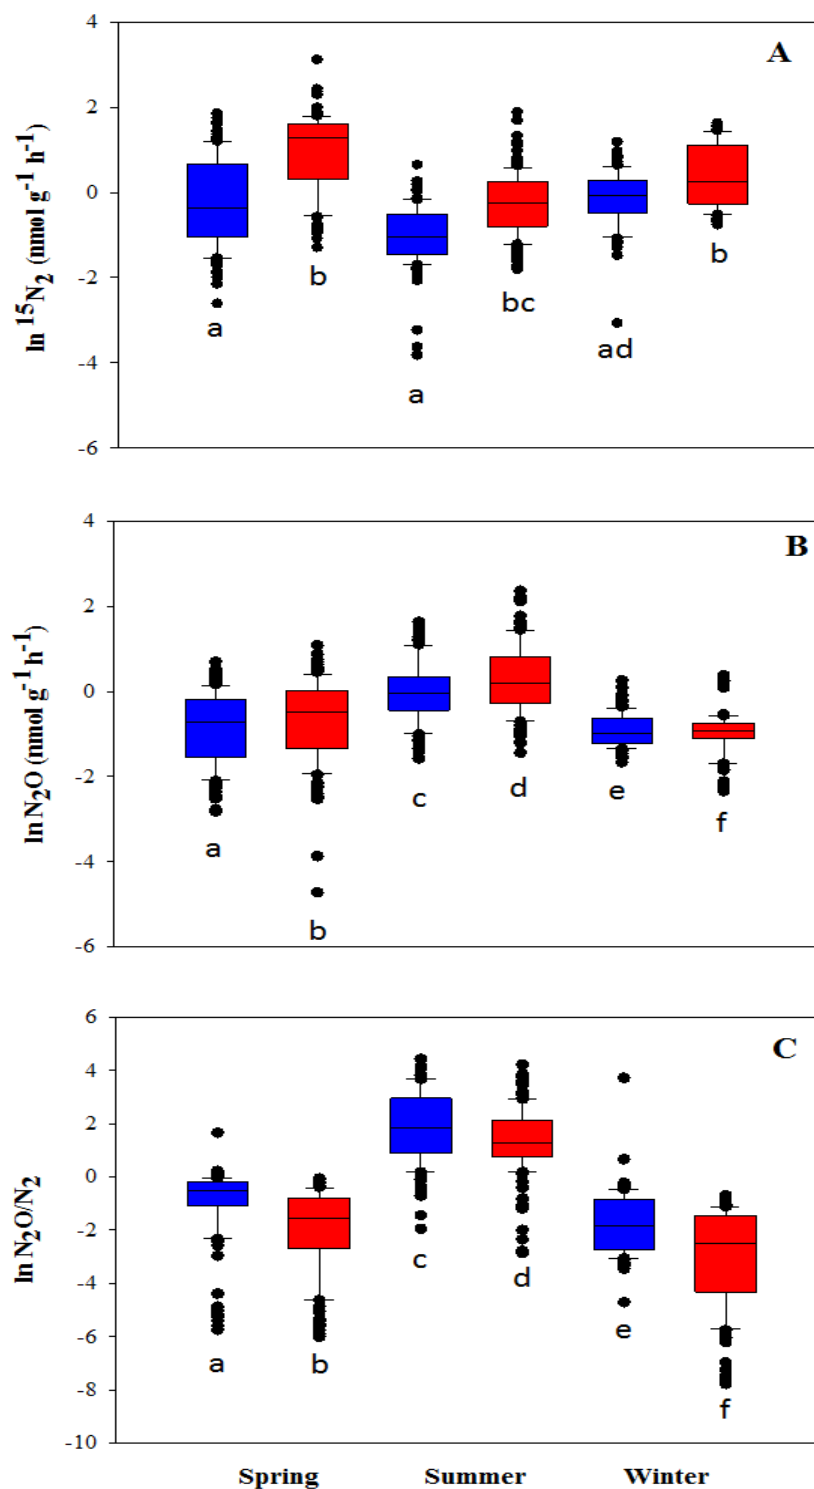 4
A
2
0
-2
-4
-6
ln ¹⁵N₂ (nmol g⁻¹ h⁻¹)
a
b
a
bc
ad
b
4
B
2
0
-2
-4
-6
ln N₂O (nmol g⁻¹ h⁻¹)
a
b
c
d
e
f
6
C
4
2
0
-2
-4
-6
-8
-10
ln N₂O/N₂
a
b
c
d
e
f
Spring Summer Winter